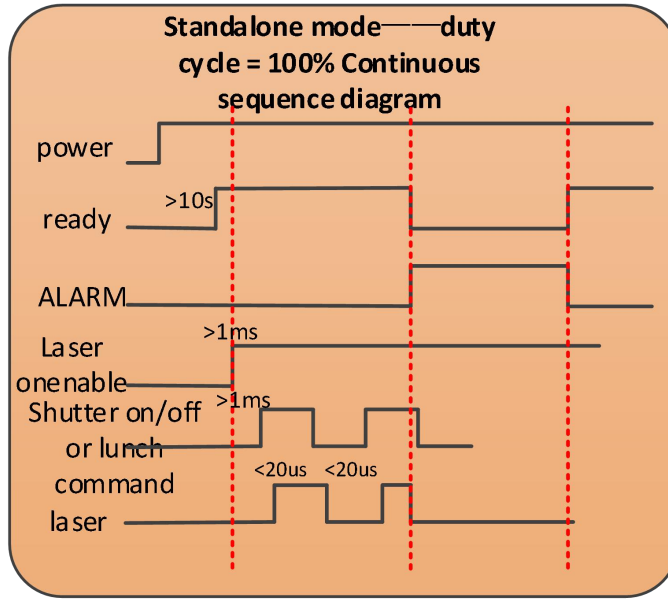 Standalone mode——duty
cycle = 100% Continuous
sequence diagram
power
>10s
ready
ALARM
>1ms
Laser
onenable
>1ms
Shutter on/off
or lunch
command
<20us <20us
laser